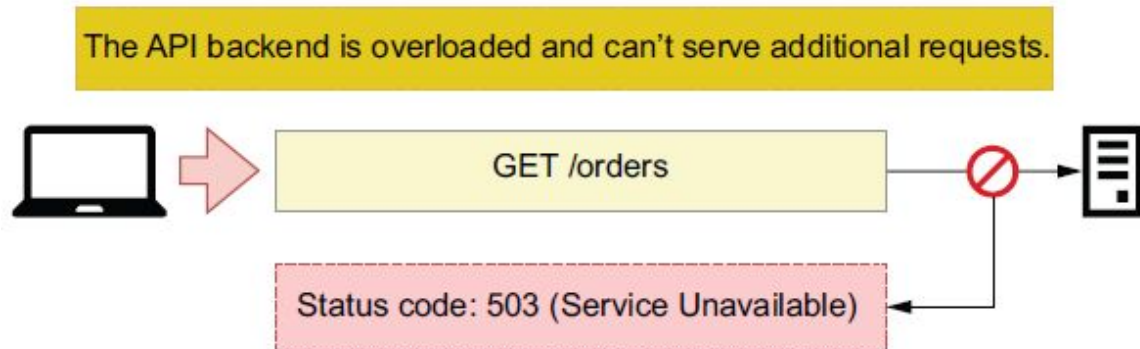 The API backend is overloaded and can’t serve additional requests.
GET /orders
Status code: 503 (Service Unavailable)